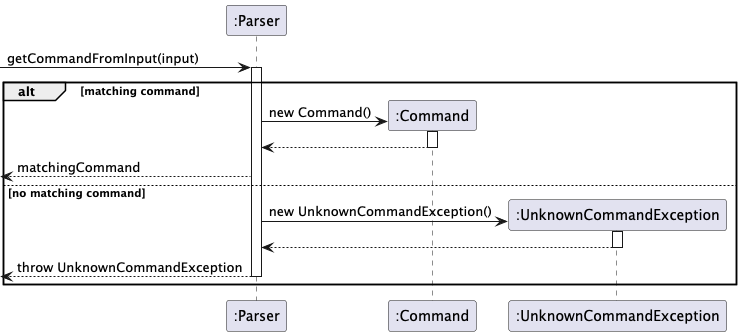 :Parser
getCommandFromInput(input)
alt [matching command]
new Command()
:Command
matchingCommand
[no matching command]
new UnknownCommandException()
:UnknownCommandException
throw UnknownCommandException
:Parser :Command :UnknownCommandException